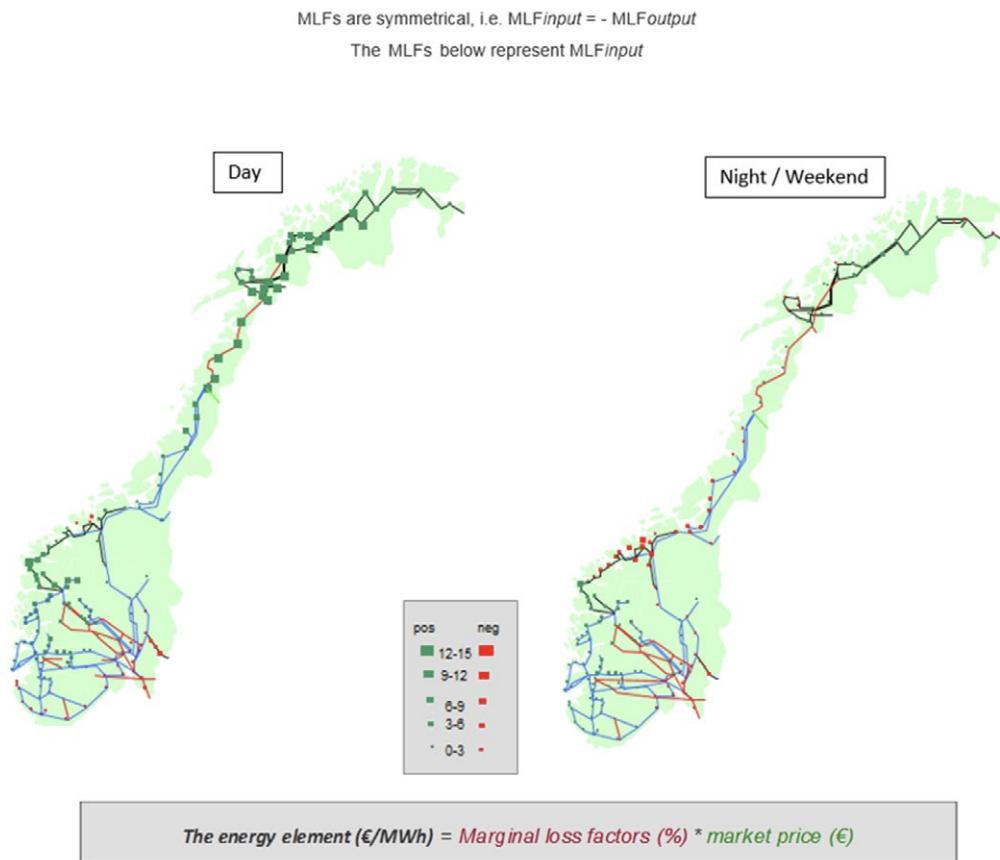 MLFs are symmetrical, i.e. MLFinput = - MLFoutput
The MLFs below represent MLFinput
Day
Night / Weekend
pos neg
12-15
9-12
6-9
3-6
0-3
The energy element (€/MWh) = Marginal loss factors (%) * market price (€)